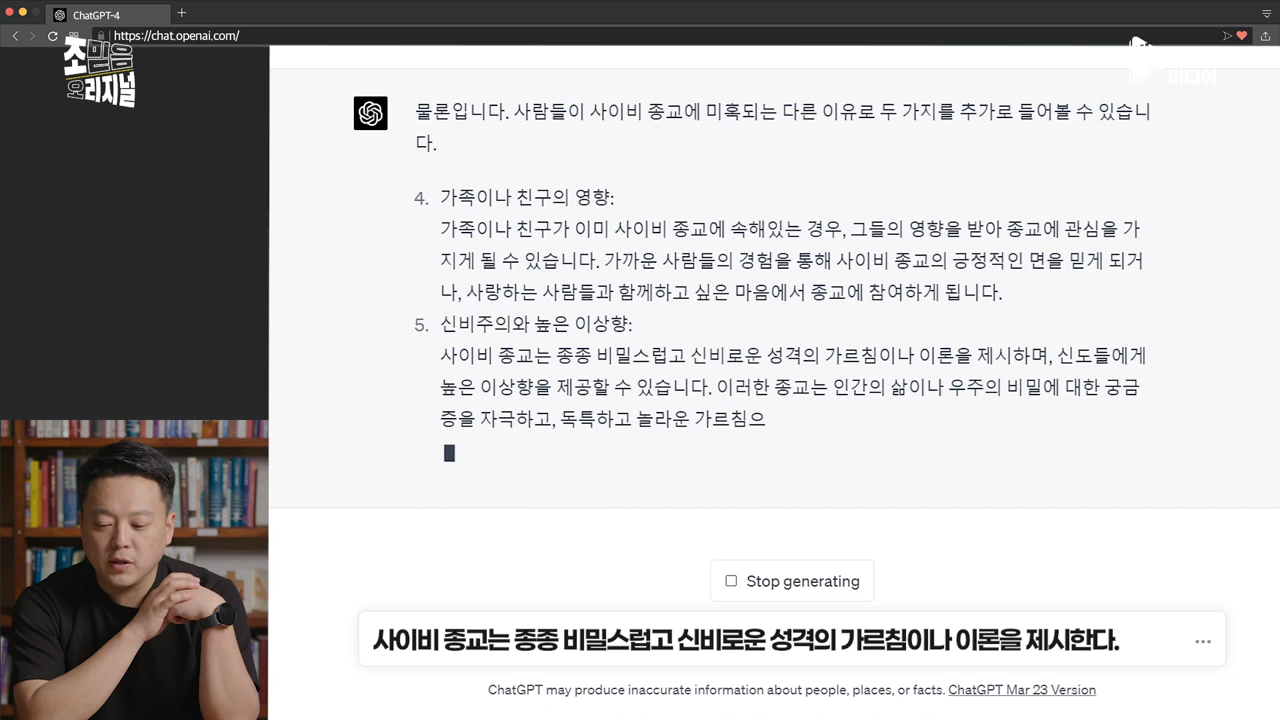 ChatGPT-4
https://chat.openai.com/
조믿음
오리지널
미디어
물론입니다. 사람들이 사이비 종교에 미혹되는 다른 이유로 두 가지를 추가로 들어볼 수 있습니
다.
4. 가족이나 친구의 영향:
가족이나 친구가 이미 사이비 종교에 속해있는 경우, 그들의 영향을 받아 종교에 관심을 가
지게 될 수 있습니다. 가까운 사람들의 경험을 통해 사이비 종교의 긍정적인 면을 믿게 되거
나, 사랑하는 사람들과 함께하고 싶은 마음에서 종교에 참여하게 됩니다.
5. 신비주의와 높은 이상향:
사이비 종교는 종종 비밀스럽고 신비로운 성격의 가르침이나 이론을 제시하며, 신도들에게
높은 이상향을 제공할 수 있습니다. 이러한 종교는 인간의 삶이나 우주의 비밀에 대한 궁금
증을 자극하고, 독특하고 놀라운 가르침으
Stop generating
사이비 종교는 종종 비밀스럽고 신비로운 성격의 가르침이나 이론을 제시한다.
ChatGPT may produce inaccurate information about people, places, or facts. ChatGPT Mar 23 Version